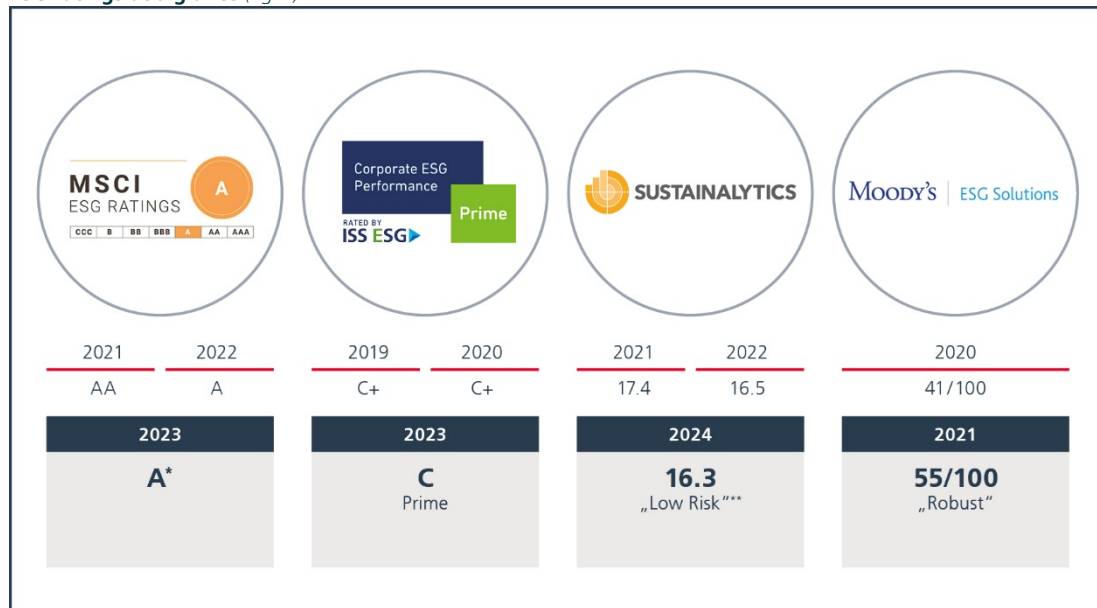 MSCI
ESG RATINGS
A
CCC B BB BBB A AA AAA
Corporate ESG
Performance
Prime
RATED BY
ISS ESG
SUSTAINALYTICS
MOODY'S | ESG Solutions
2021 2022
AA A
2023
A*
2019 2020
C+ C+
2023
C
Prime
2021 2022
17.4 16.5
2024
16.3
„Low Risk“**
2020
41/100
2021
55/100
„Robust“